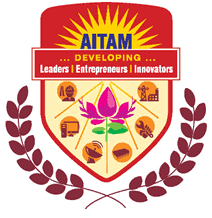 AITAM
... DEVELOPING ...
Leaders | Entrepreneurs | Innovators